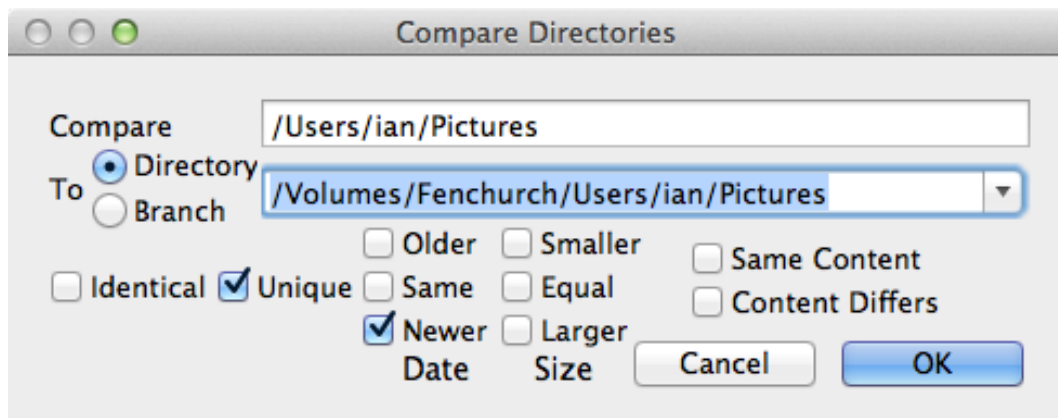 Compare Directories
Compare /Users/ian/Pictures
To Directory /Volumes/Fenchurch/Users/ian/Pictures
Branch
Older Smaller Same Content
Identical Unique Same Equal Content Differs
Newer Larger
Date Size Cancel OK